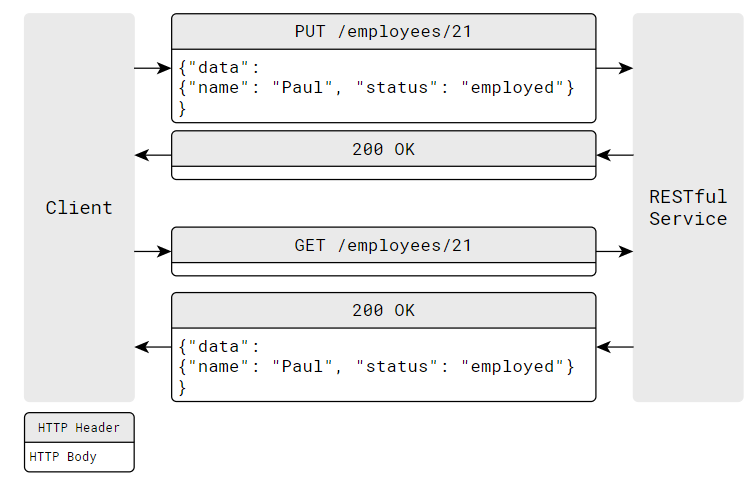 PUT /employees/21
{"data":
{"name": "Paul", "status": "employed"}
}
200 OK
Client
RESTful
Service
GET /employees/21
200 OK
{"data":
{"name": "Paul", "status": "employed"}
}
HTTP Header
HTTP Body